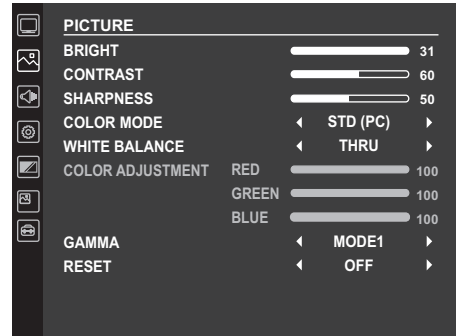 PICTURE
BRIGHT 31
CONTRAST 60
SHARPNESS 50
COLOR MODE STD (PC)
WHITE BALANCE THRU
COLOR ADJUSTMENT RED 100
GREEN 100
BLUE 100
GAMMA MODE1
RESET OFF